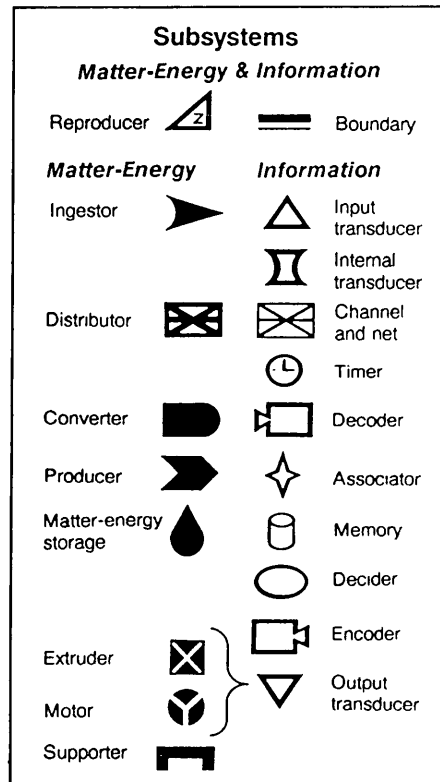 Subsystems
Matter-Energy & Information
Reproducer Z Boundary
Matter-Energy Information
Ingestor Input
transducer
Internal
transducer
Distributor Channel
and net
Timer
Converter Decoder
Producer Associator
Matter-energy
storage Memory
Decider
Encoder
Extruder
Output
transducer
Motor
Supporter